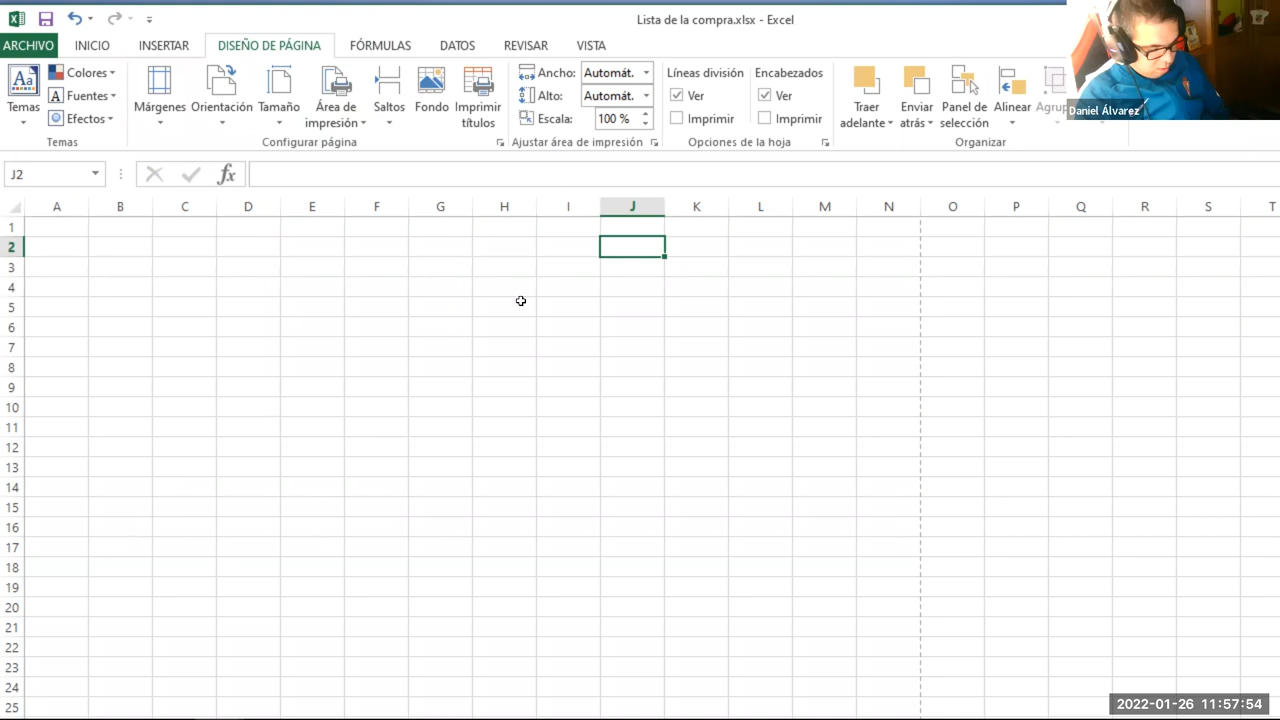 Lista de la compra.xlsx - Excel
ARCHIVO INICIO INSERTAR DISEÑO DE PÁGINA FÓRMULAS DATOS REVISAR VISTA
Colores Ancho: Automát. Líneas división Encabezados
Fuentes Alto: Automát. Ver Ver
Temas Márgenes Orientación Tamaño Área de impresión Saltos Fondo Imprimir títulos Traer adelante Enviar atrás Panel de selección Alinear
Efectos Escala: 100 % Imprimir Imprimir
Daniel Álvarez
Temas Configurar página Ajustar área de impresión Opciones de la hoja Organizar
J2 fx
A B C D E F G H I J K L M N O P Q R S T
1
2
3
4
5
6
7
8
9
10
11
12
13
14
15
16
17
18
19
20
21
22
23
24
25
2022-01-26 11:57:54